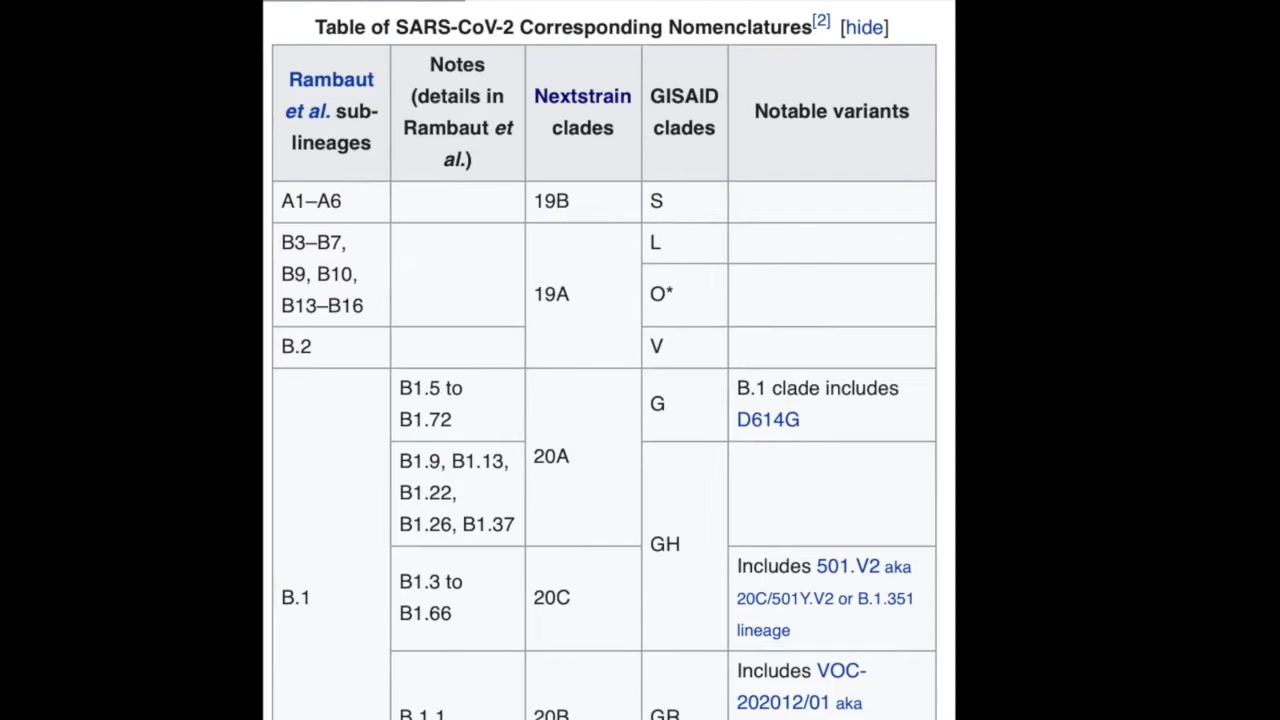 Table of SARS-CoV-2 Corresponding Nomenclatures[2] [hide]
Rambaut
et al. sub-
lineages
Notes
(details in
Rambaut et
al.)
Nextstrain
clades
GISAID
clades
Notable variants
A1–A6
19B
S
B3–B7,
B9, B10,
B13–B16
19A
L
O*
B.2
V
B.1
B1.5 to
B1.72
20A
G
B.1 clade includes
D614G
B1.9, B1.13,
B1.22,
B1.26, B1.37
GH
B1.3 to
B1.66
20C
Includes 501.V2 aka
20C/501Y.V2 or B.1.351
lineage
B.1.1
20B
GR
Includes VOC-
202012/01 aka